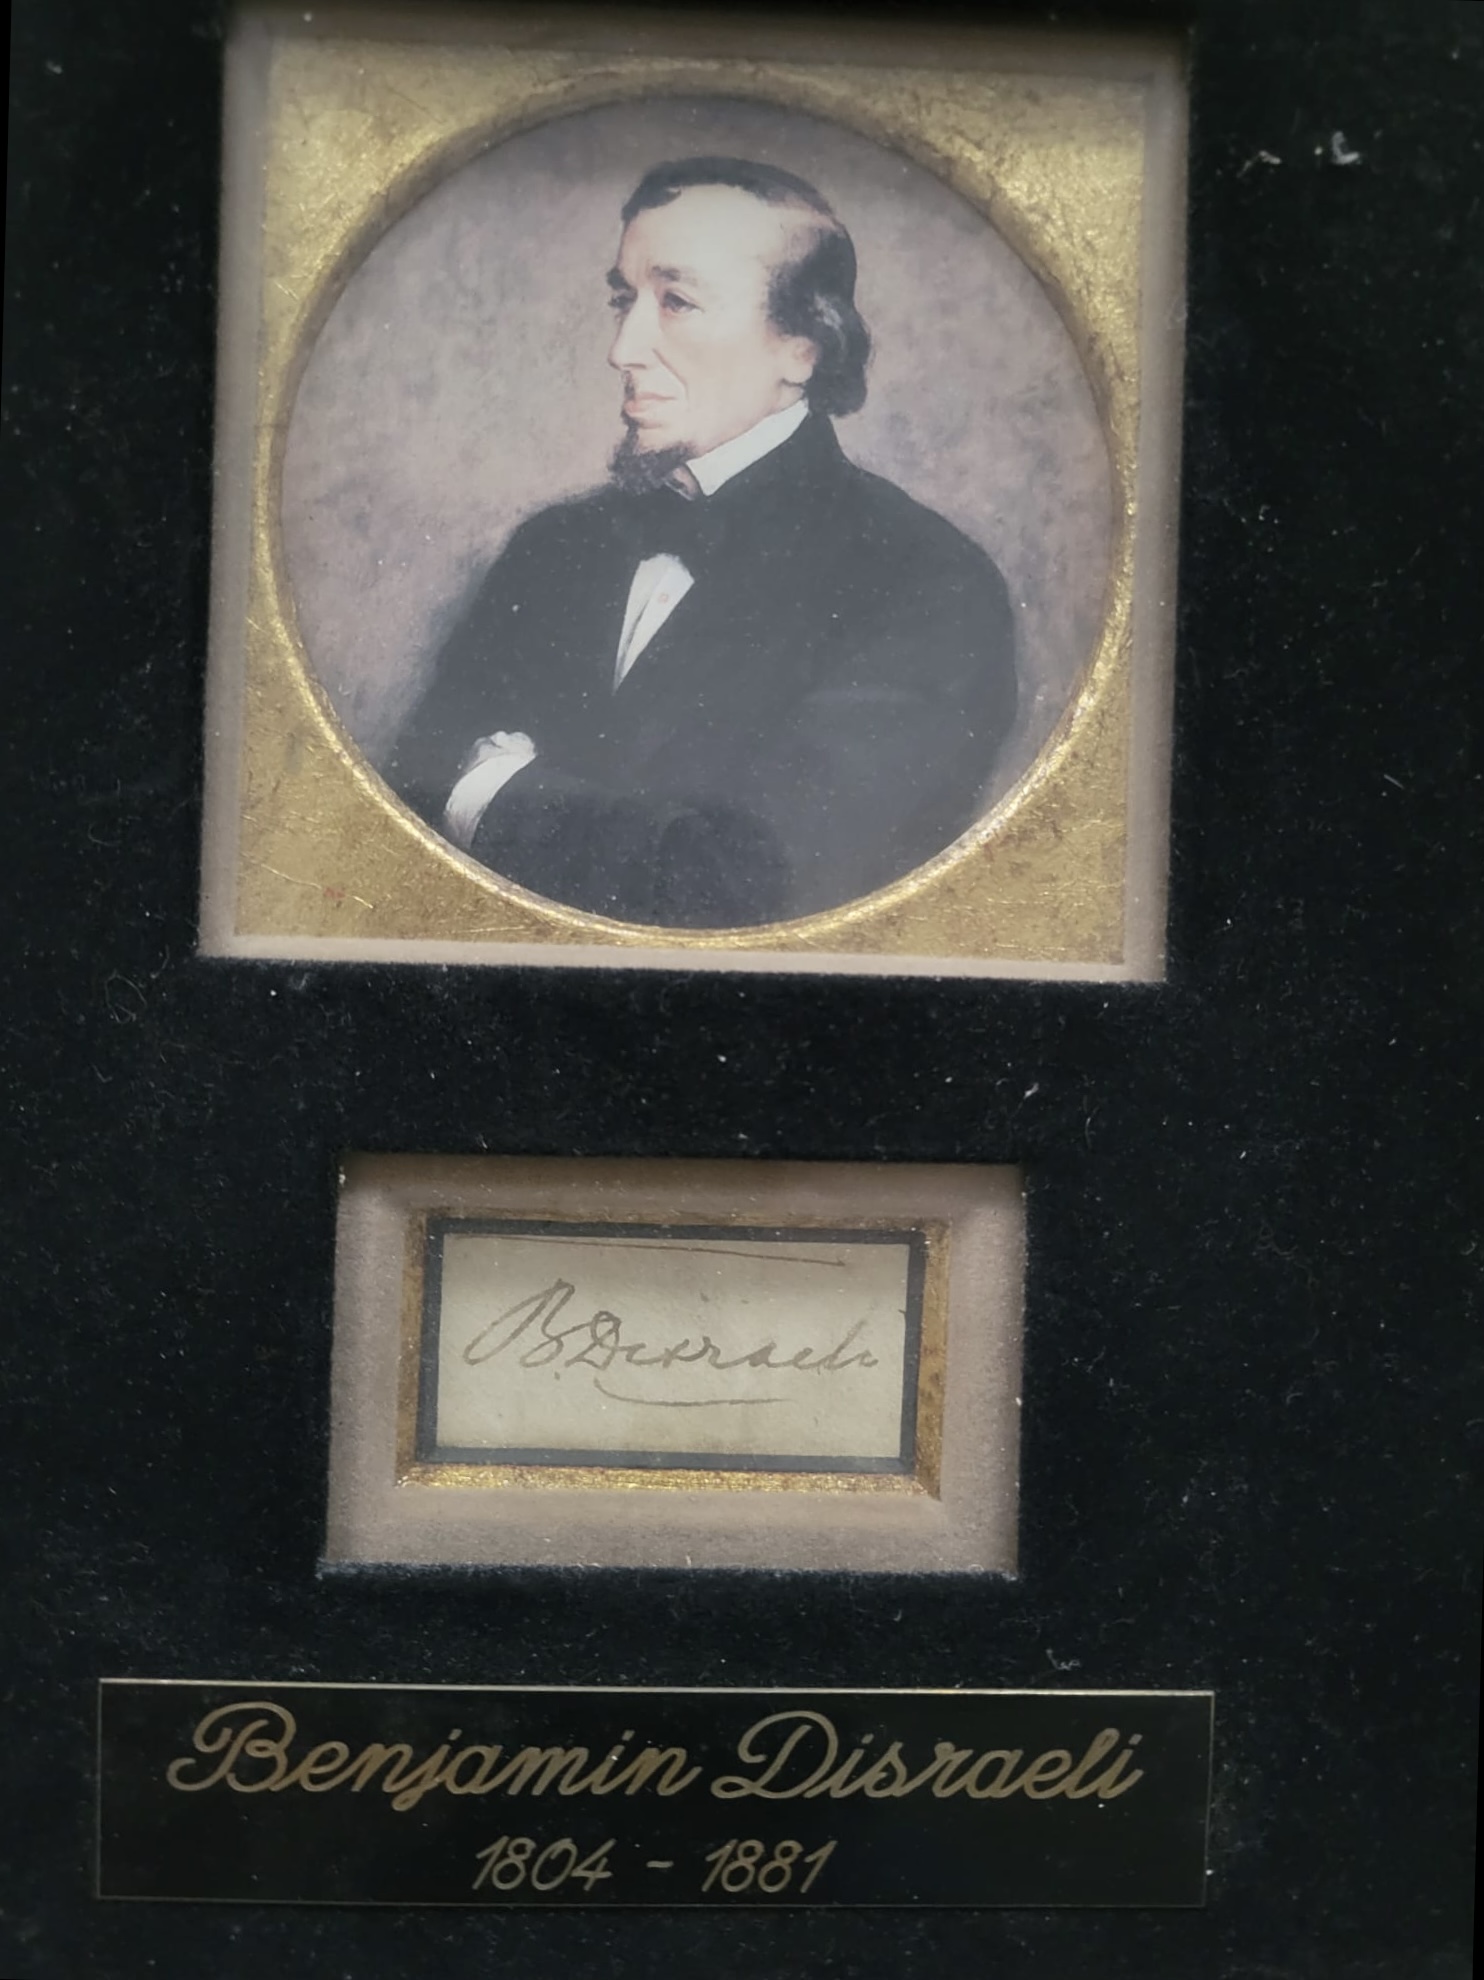 B. Disraeli
Benjamin Disraeli
1804 - 1881